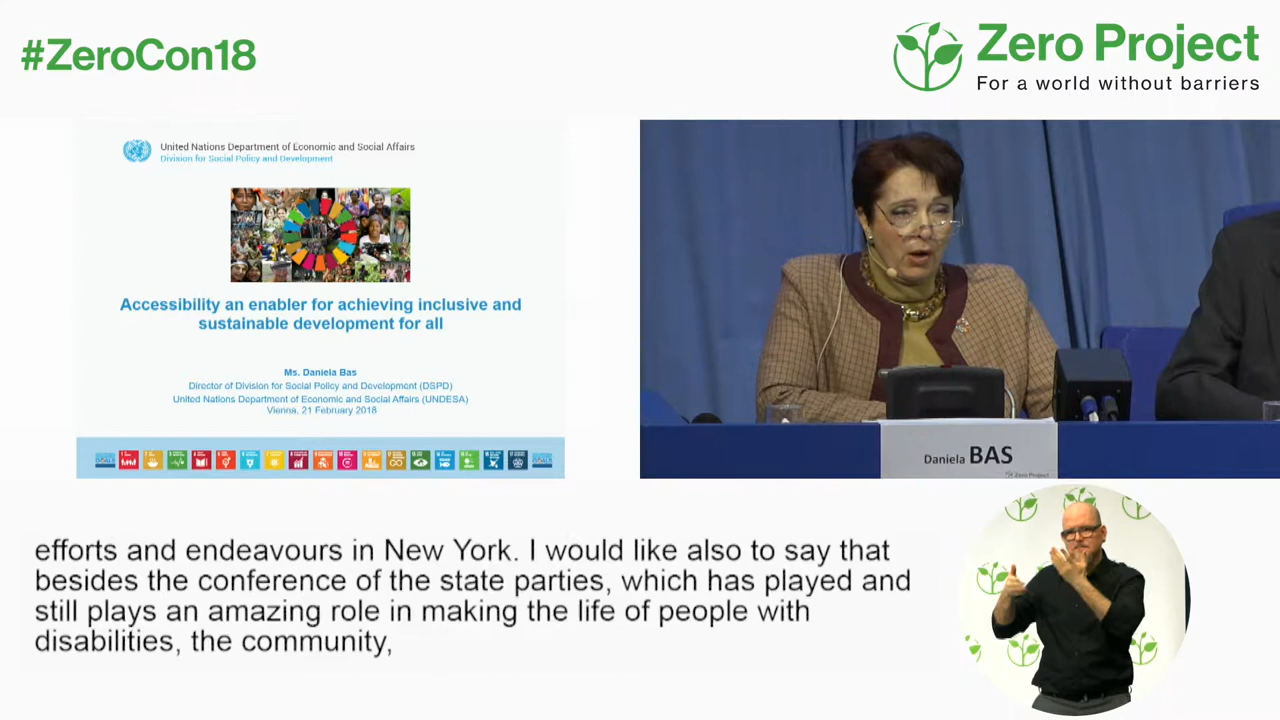 #ZeroCon18
Zero Project
For a world without barriers
United Nations Department of Economic and Social Affairs
Division for Social Policy and Development
Accessibility an enabler for achieving inclusive and
sustainable development for all
Ms. Daniela Bas
Director of Division for Social Policy and Development (DSPD)
United Nations Department of Economic and Social Affairs (UNDESA)
Vienna, 21 February 2018
Daniela BAS
Zero Project
efforts and endeavours in New York. I would like also to say that
besides the conference of the state parties, which has played and
still plays an amazing role in making the life of people with
disabilities, the community,